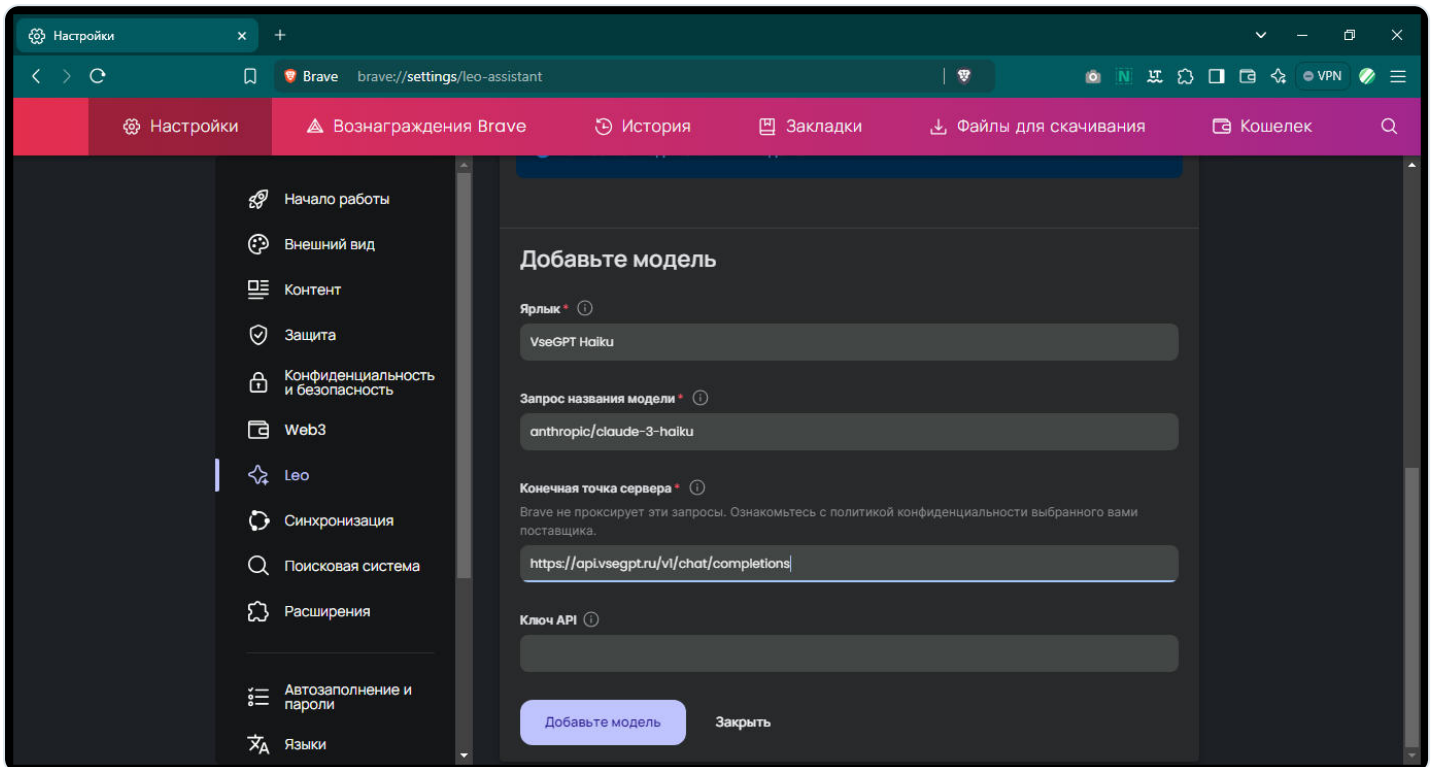 Настройки
Brave brave://settings/leo-assistant
VPN
Настройки
Вознаграждения Brave
История
Закладки
Файлы для скачивания
Кошелек
Начало работы
Внешний вид
Контент
Защита
Конфиденциальность
и безопасность
Web3
Leo
Синхронизация
Поисковая система
Расширения
Автозаполнение и
пароли
Языки
Добавьте модель
Ярлык *
VseGPT Haiku
Запрос названия модели *
anthropic/claude-3-haiku
Конечная точка сервера *
Brave не проксирует эти запросы. Ознакомьтесь с политикой конфиденциальности выбранного вами
поставщика.
https://api.vsegpt.ru/v1/chat/completions
Ключ API
Добавьте модель
Закрыть